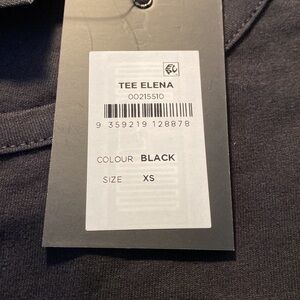 TEE ELENA
00215510
9 359219 128878
COLOUR BLACK
SIZE XS